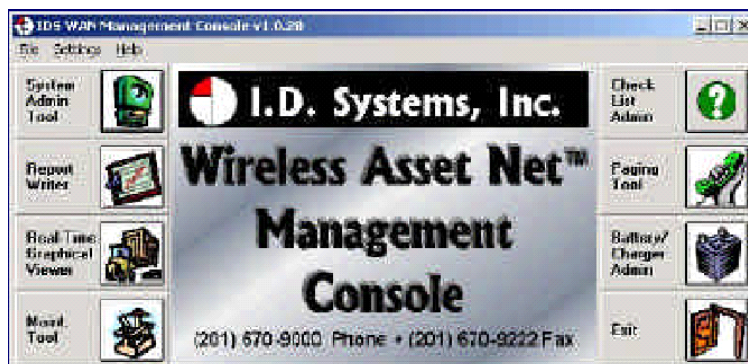 IDS WAN Management Console v1.0.28
File Settings Help
System
Admin
Tool
Report
Writer
Real Time
Graphical
Viewer
Tool
I.D. Systems, Inc.
Wireless Asset Net™
Management
Console
(201) 670-9000 Phone • (201) 670-9222 Fax
Check
List
Admin
Paging
Tool
Battery/
Charger
Admin
Exit